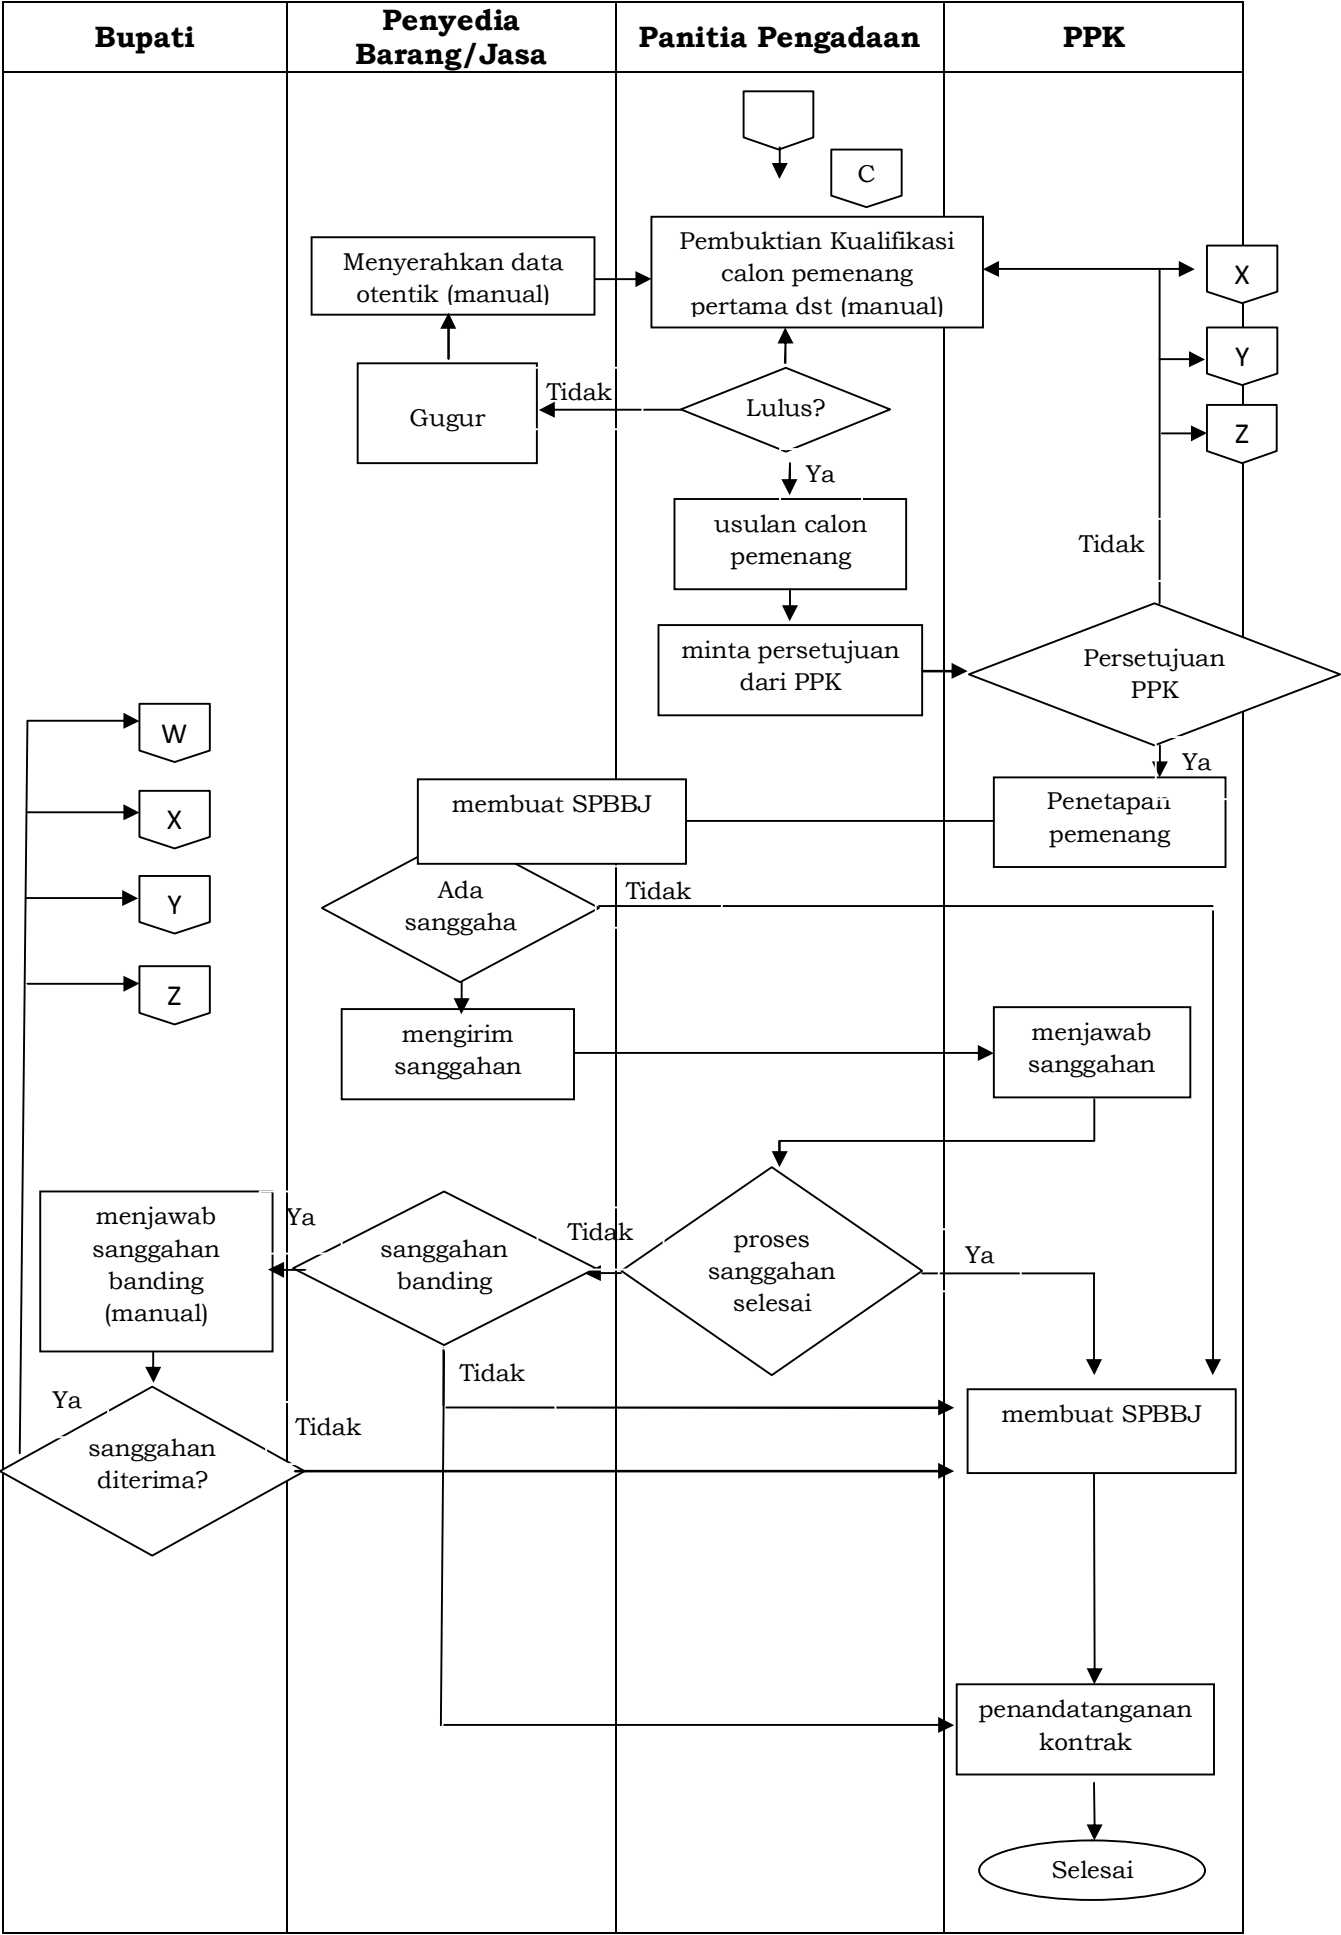 Bupati
Penyedia
Barang/Jasa
Panitia Pengadaan
PPK
C
Menyerahkan data
otentik (manual)
Pembuktian Kualifikasi
calon pemenang
pertama dst (manual)
X
Y
Z
Gugur
Tidak
Lulus?
Ya
usulan calon
pemenang
Tidak
minta persetujuan
dari PPK
Persetujuan
PPK
Ya
W
X
Y
Z
membuat SPBBJ
Penetapan
pemenang
Ada
sanggaha
Tidak
mengirim
sanggahan
menjawab
sanggahan
menjawab
sanggahan
banding
(manual)
Ya
sanggahan
banding
Tidak
proses
sanggahan
selesai
Ya
Tidak
Ya
Tidak
sanggahan
diterima?
membuat SPBBJ
penandatanganan
kontrak
Selesai